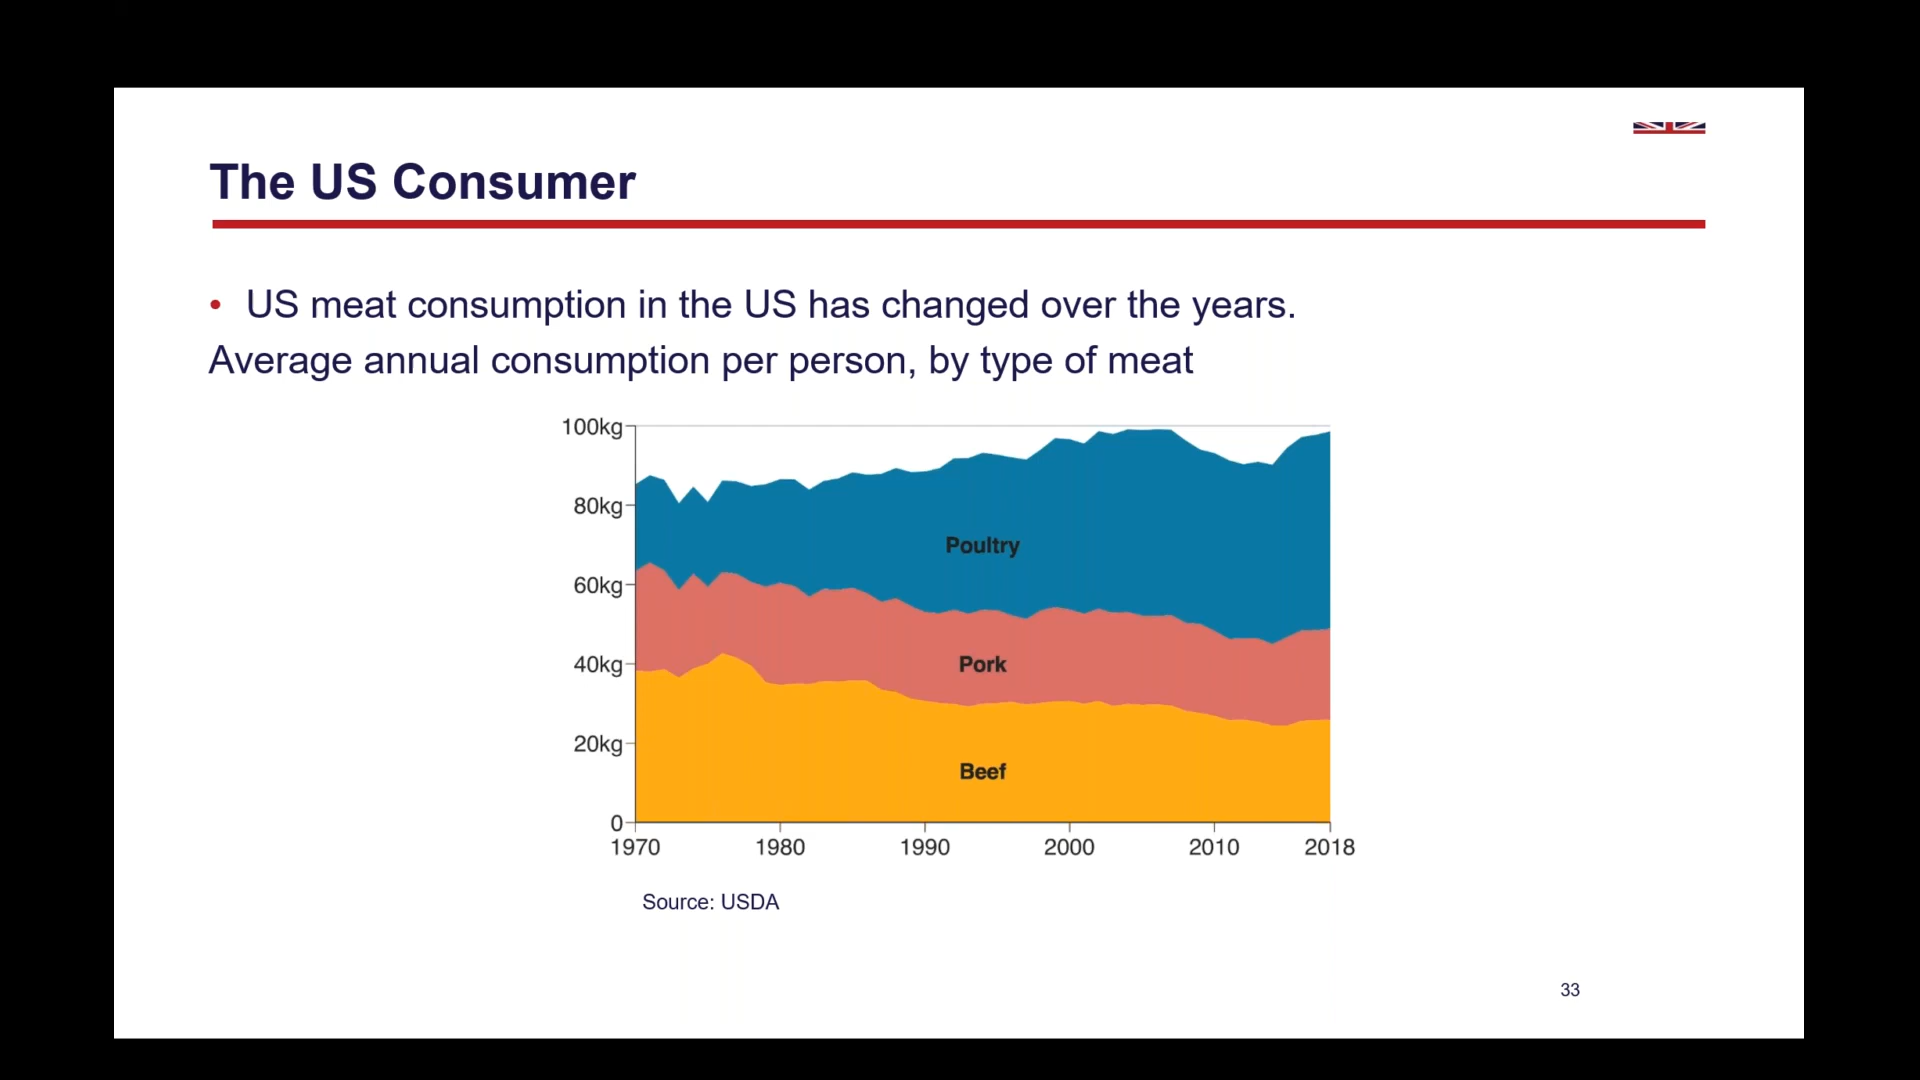 The US Consumer
• US meat consumption in the US has changed over the years.
Average annual consumption per person, by type of meat
100kg
80kg
60kg
40kg
20kg
0
Poultry
Pork
Beef
1970 1980 1990 2000 2010 2018
Source: USDA
33